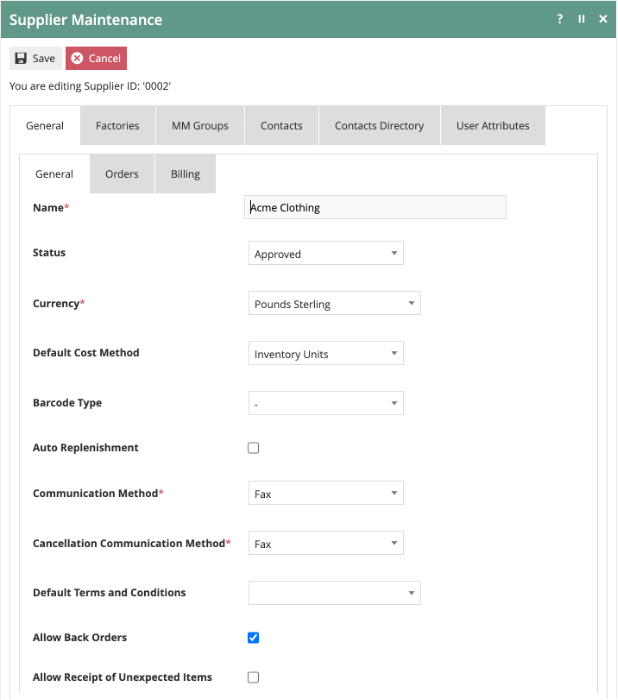 Supplier Maintenance ?
Save Cancel
You are editing Supplier ID: '0002'
General Factories MM Groups Contacts Contacts Directory User Attributes
General Orders Billing
Name* Acme Clothing
Status Approved
Currency* Pounds Sterling
Default Cost Method Inventory Units
Barcode Type -
Auto Replenishment
Communication Method* Fax
Cancellation Communication Method* Fax
Default Terms and Conditions
Allow Back Orders
Allow Receipt of Unexpected Items